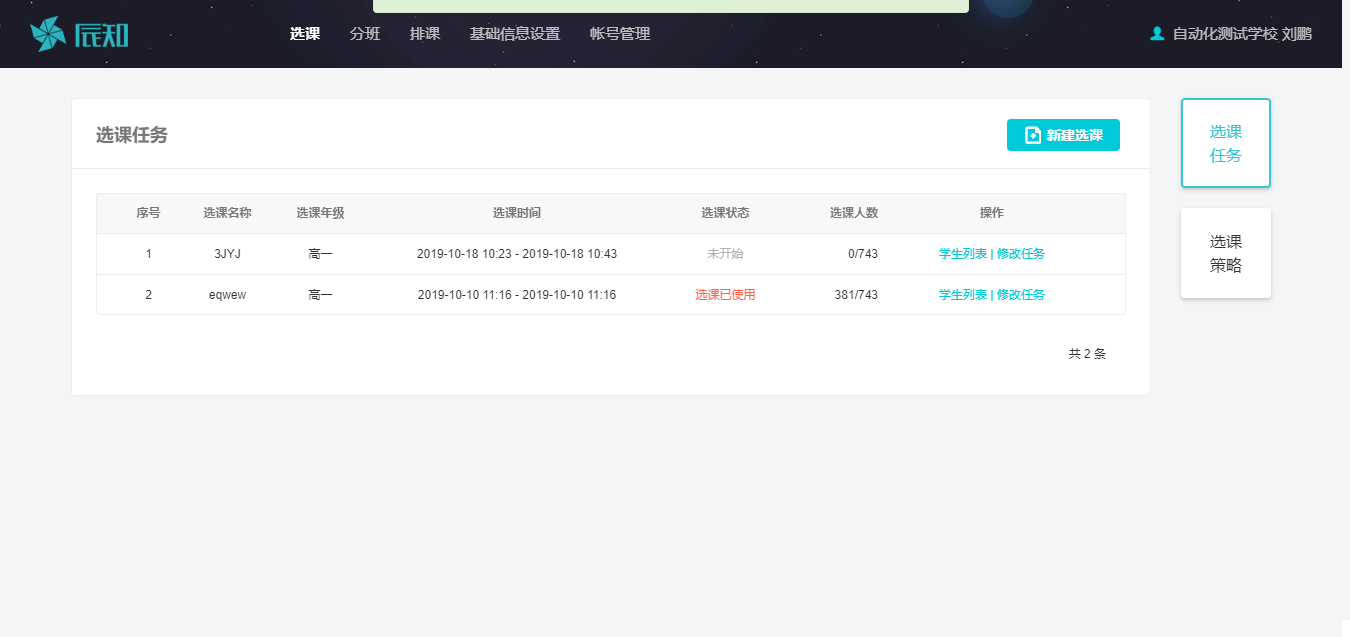 辰知
选课 分班 排课 基础信息设置 帐号管理 自动化测试学校 刘鹏
选课任务
新建选课
序号 选课名称 选课年级 选课时间 选课状态 选课人数 操作
1 3JYJ 高一 2019-10-18 10:23 - 2019-10-18 10:43 未开始 0/743 学生列表 | 修改任务
2 eqwew 高一 2019-10-10 11:16 - 2019-10-10 11:16 选课已使用 381/743 学生列表 | 修改任务
共 2 条
选课
任务
选课
策略